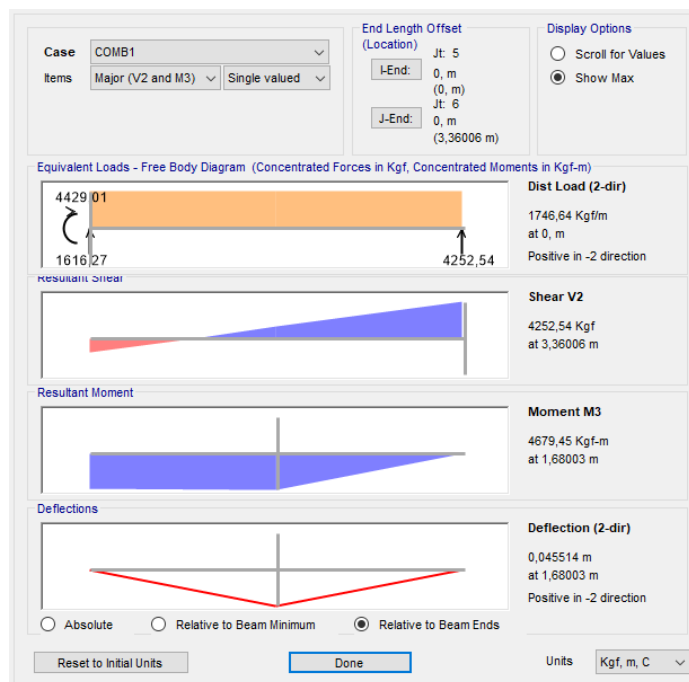 Case
COMB1
Items
Major (V2 and M3)
Single valued
End Length Offset
(Location)
I-End:
Jt: 5
0, m
(0, m)
J-End:
Jt: 6
0, m
(3,36006 m)
Display Options
Scroll for Values
Show Max
Equivalent Loads - Free Body Diagram (Concentrated Forces in Kgf, Concentrated Moments in Kgf-m)
4429,01
1616,27
4252,54
Dist Load (2-dir)
1746,64 Kgf/m
at 0, m
Positive in -2 direction
Resultant Shear
Shear V2
4252,54 Kgf
at 3,36006 m
Resultant Moment
Moment M3
4679,45 Kgf-m
at 1,68003 m
Deflections
Deflection (2-dir)
0,045514 m
at 1,68003 m
Positive in -2 direction
Absolute
Relative to Beam Minimum
Relative to Beam Ends
Reset to Initial Units
Done
Units
Kgf, m, C